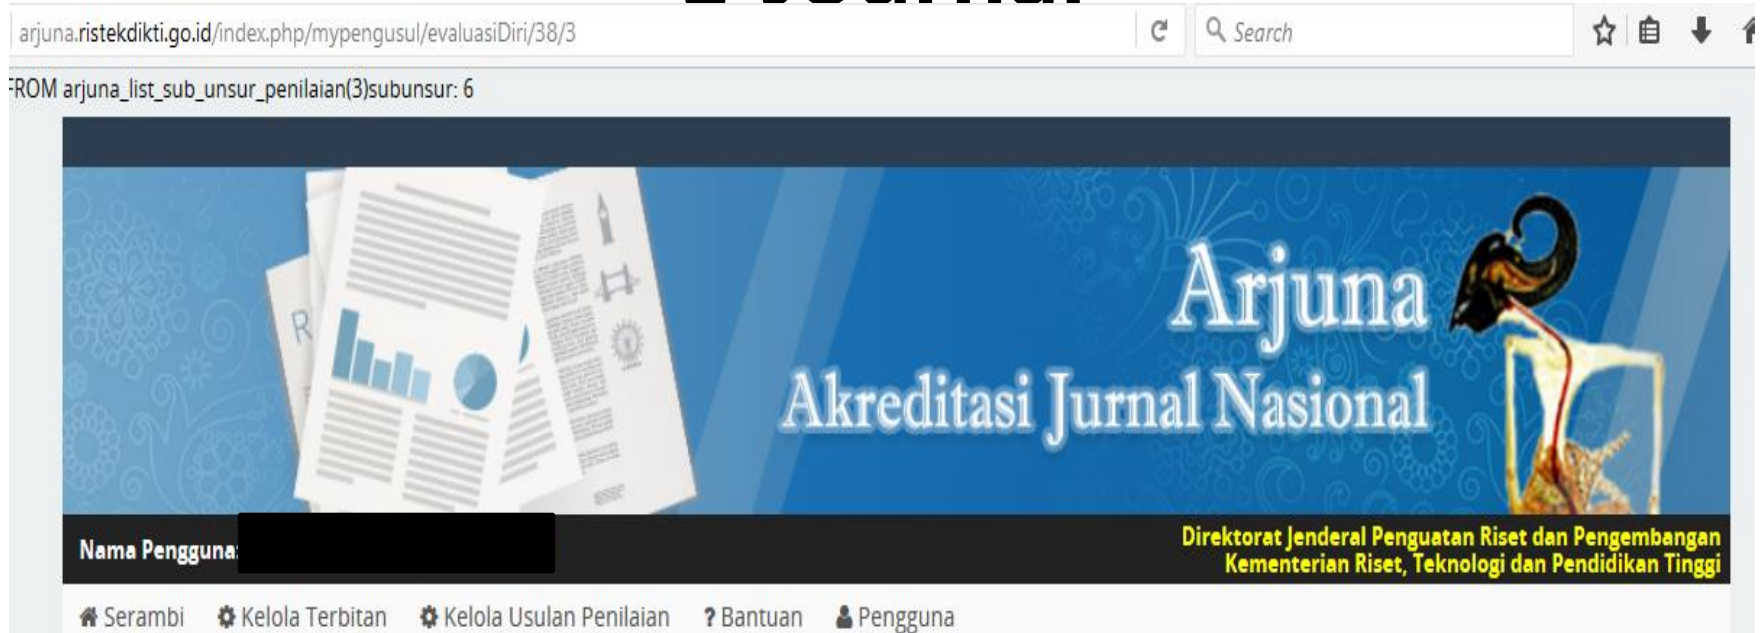 arjuna.ristekdikti.go.id/index.php/mypengusul/evaluasiDiri/38/3
Search
FROM arjuna_list_sub_unsur_penilaian(3)subunsur: 6
Arjuna
Akreditasi Jurnal Nasional
Nama Pengguna:
Direktorat Jenderal Penguatan Riset dan Pengembangan
Kementerian Riset, Teknologi dan Pendidikan Tinggi
Serambi Kelola Terbitan Kelola Usulan Penilaian ? Bantuan Pengguna